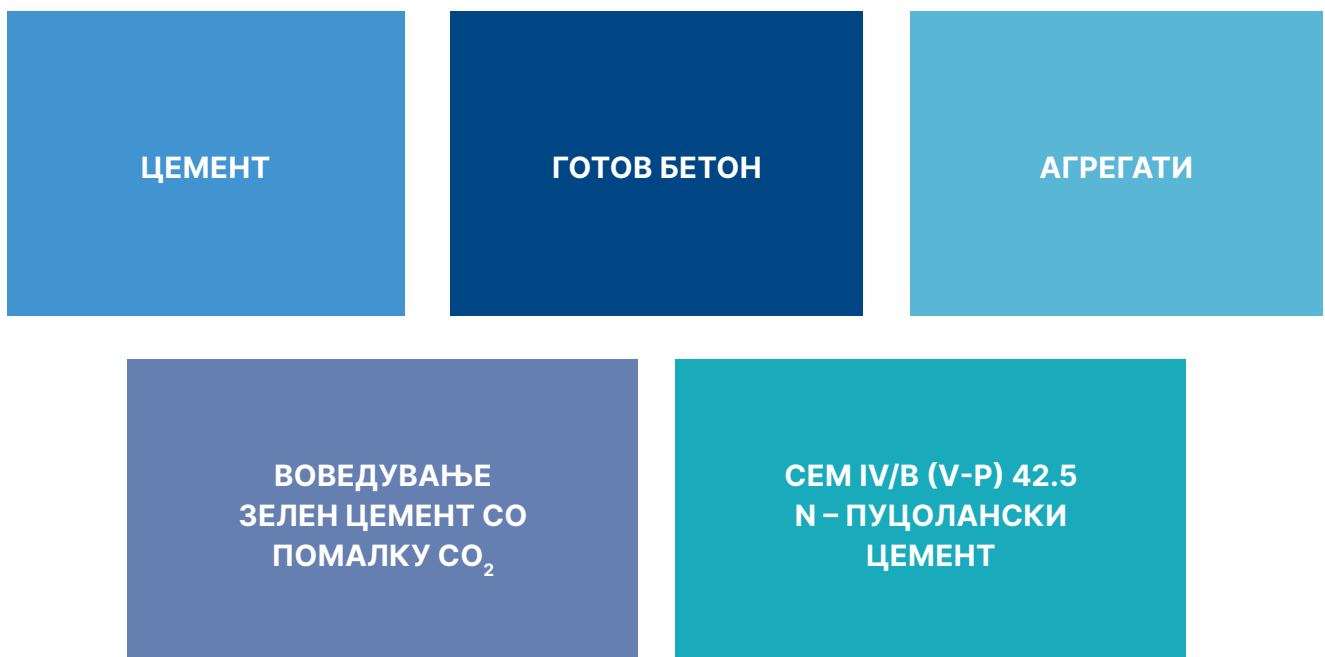 ЦЕМЕНТ
ГОТОВ БЕТОН
АГРЕГАТИ
ВОВЕДУВАЊЕ
ЗЕЛЕН ЦЕМЕНТ СО
ПОМАЛКУ CO₂
CEM IV/B (V-P) 42.5
N – ПУЦОЛАНСКИ
ЦЕМЕНТ